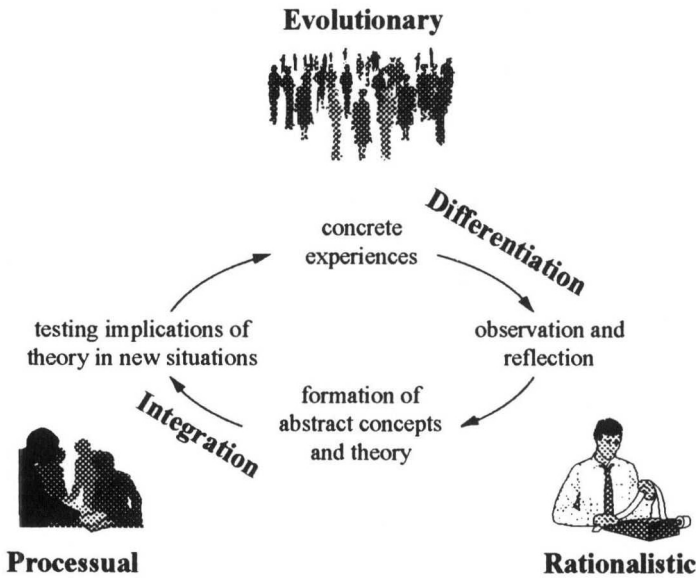 Evolutionary
Differentiation
concrete
experiences
testing implications of
theory in new situations
observation and
reflection
Integration
formation of
abstract concepts
and theory
Processual
Rationalistic